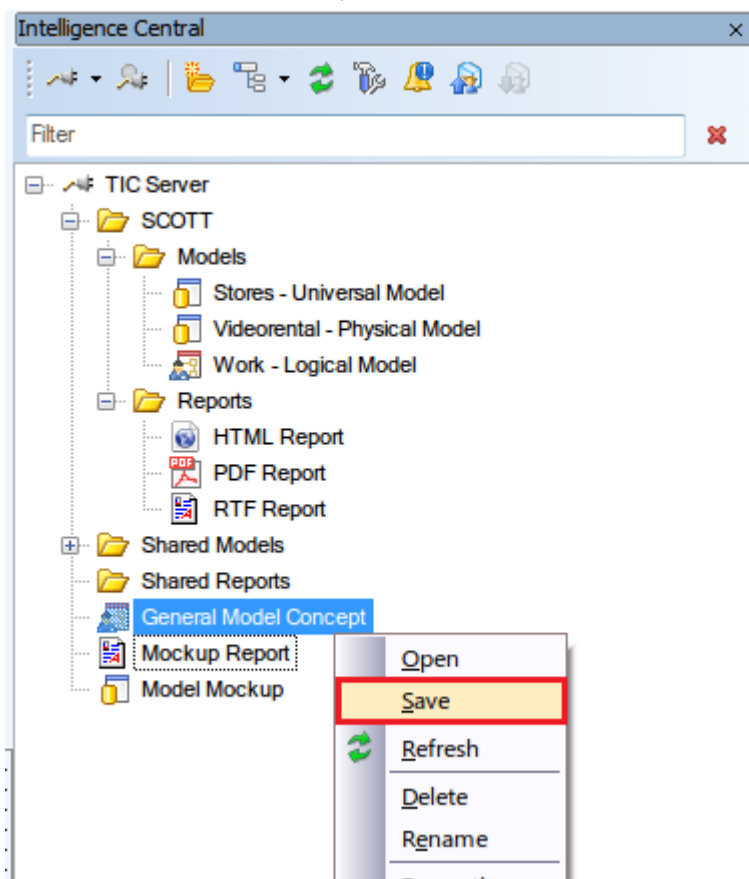 Intelligence Central
Filter
TIC Server
SCOTT
Models
Stores - Universal Model
Videorental - Physical Model
Work - Logical Model
Reports
HTML Report
PDF Report
RTF Report
Shared Models
Shared Reports
General Model Concept
Mockup Report
Model Mockup
Open
Save
Refresh
Delete
Rename